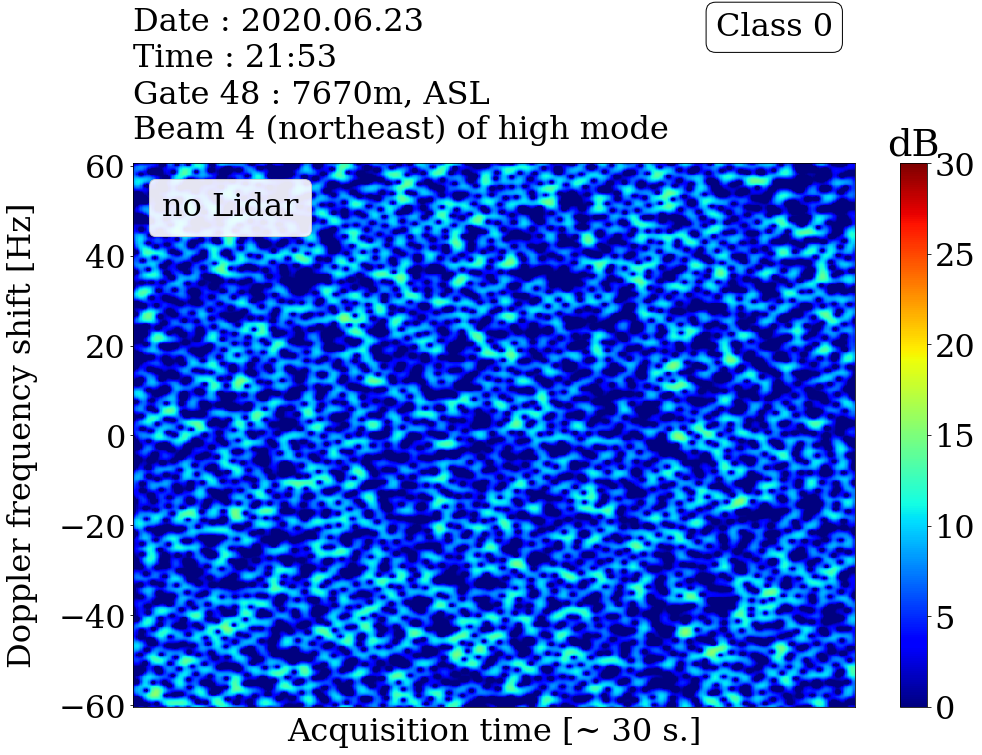 Date : 2020.06.23
Time : 21:53
Gate 48 : 7670m, ASL
Beam 4 (northeast) of high mode
Class 0
dB
no Lidar
Doppler frequency shift [Hz]
60
40
20
0
−20
−40
−60
30
25
20
15
10
5
0
Acquisition time [~ 30 s.]